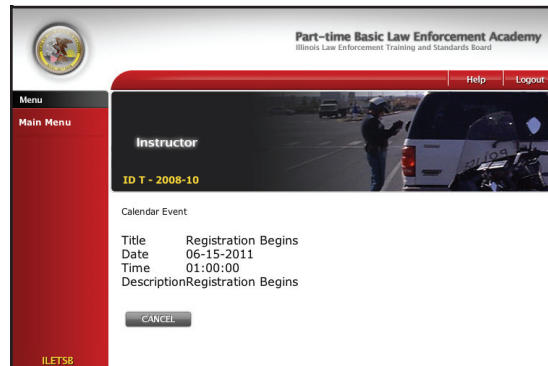 Part-time Basic Law Enforcement Academy
Illinois Law Enforcement Training and Standards Board
Help Logout
Menu
Main Menu
Instructor
ID T - 2008-10
POLICE
Calendar Event
Title Registration Begins
Date 06-15-2011
Time 01:00:00
DescriptionRegistration Begins
CANCEL
ILETSB